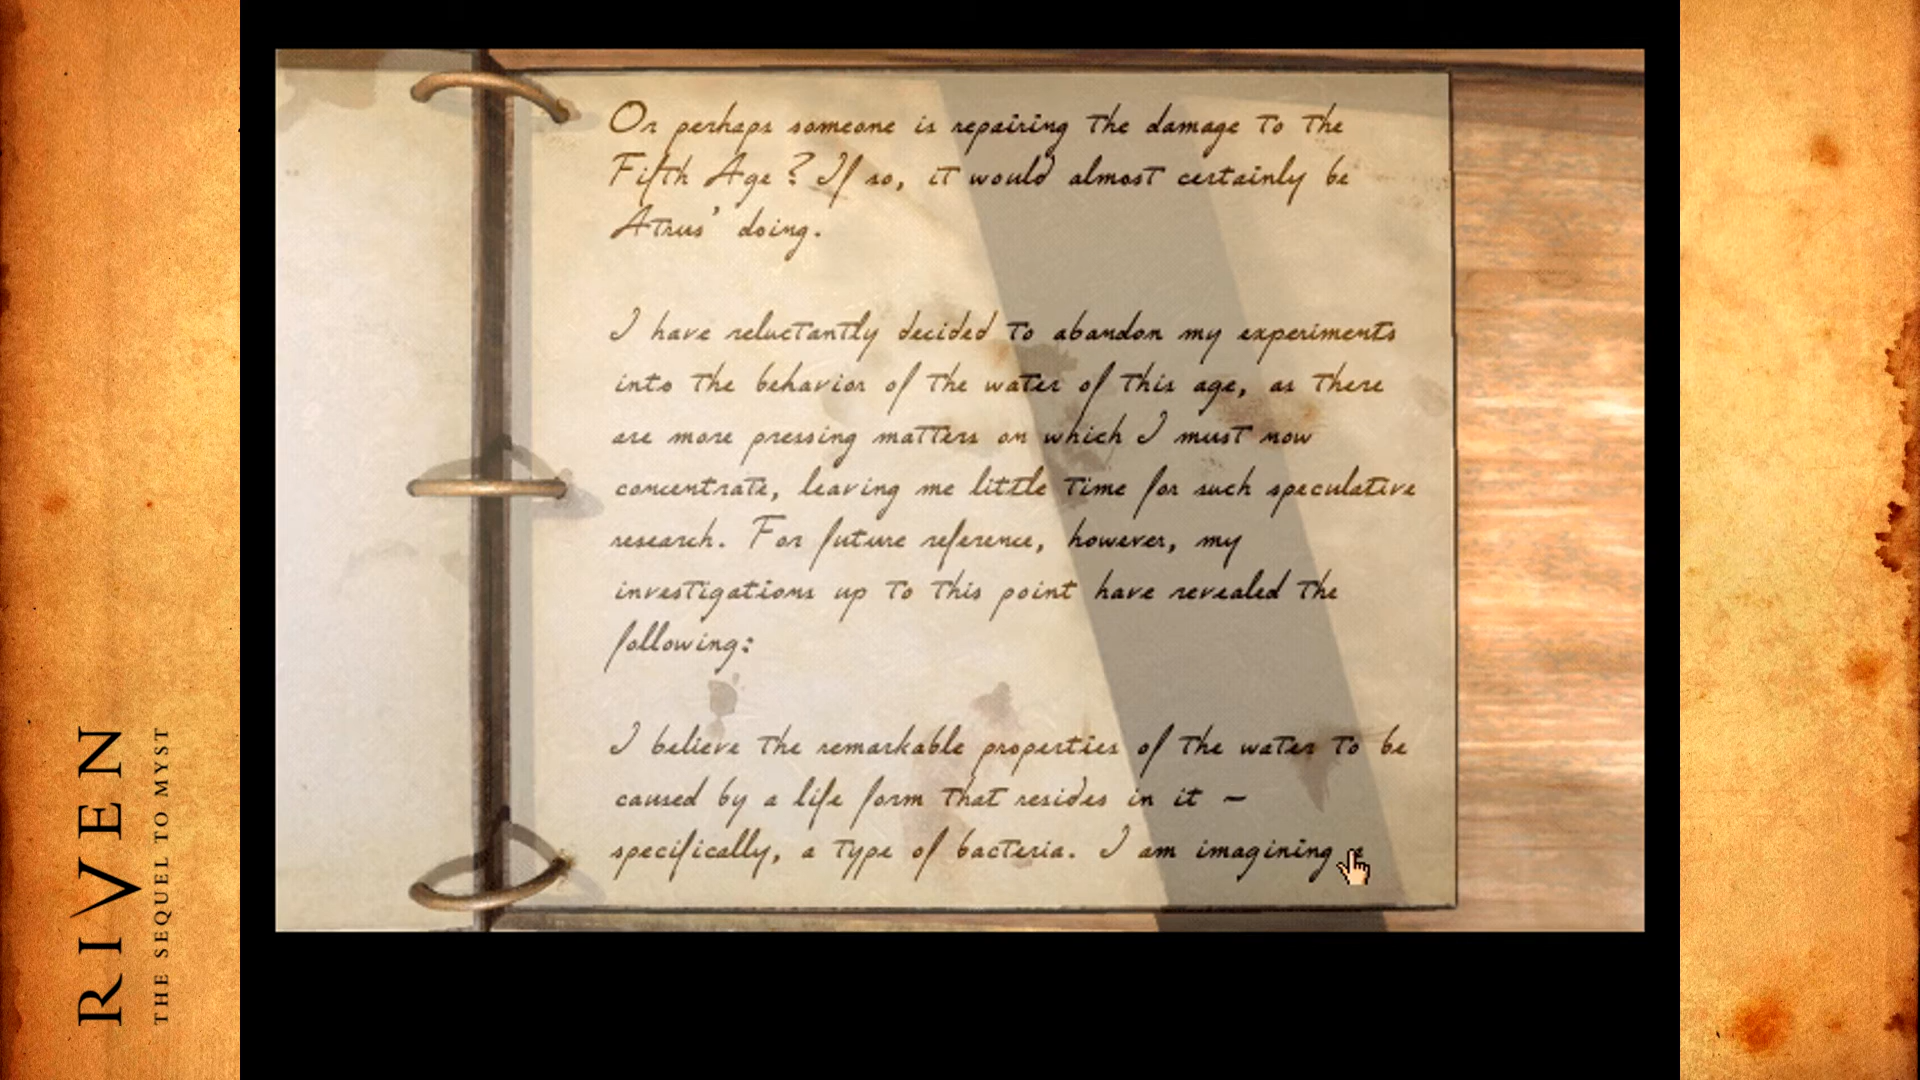 Or perhaps someone is repairing the damage to the
Fifth Age? If so, it would almost certainly be
Atrus' doing.
I have reluctantly decided to abandon my experiments
into the behavior of the water of this age, as there
are more pressing matters on which I must now
concentrate, leaving me little time for such speculative
research. For future reference, however, my
investigations up to this point have revealed the
following:
I believe the remarkable properties of the water to be
caused by a life form that resides in it –
specifically, a type of bacteria. I am imagining
RIVEN
THE SEQUEL TO MYST